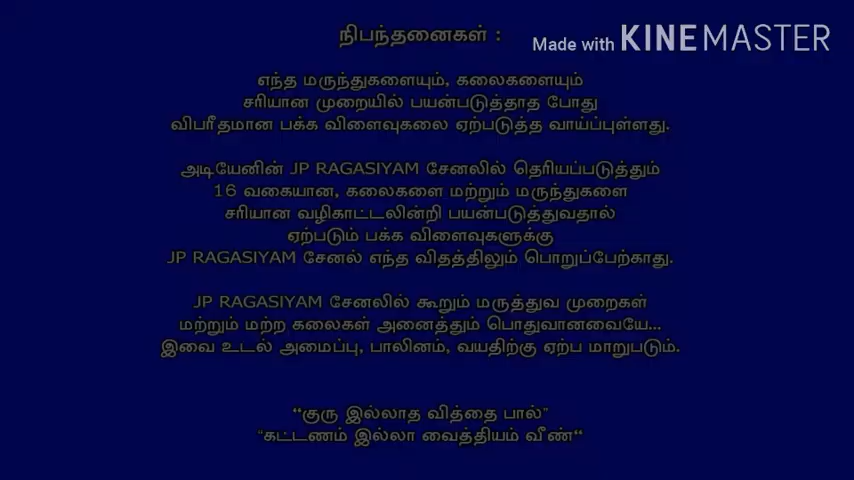 நிபந்தனைகள் :
Made with KINEMASTER
எந்த மருந்துகளையும், கலைகளையும்
சரியான முறையில் பயன்படுத்தாத போது
விபரீதமான பக்க விளைவுகலை ஏற்படுத்த வாய்ப்புள்ளது.
அடியேனின் JP RAGASIYAM சேனலில் தெரியப்படுத்தும்
16 வகையான, கலைகளை மற்றும் மருந்துகளை
சரியான வழிகாட்டலின்றி பயன்படுத்துவதால்
ஏற்படும் பக்க விளைவுகளுக்கு
JP RAGASIYAM சேனல் எந்த விதத்திலும் பொறுப்பேற்காது.
JP RAGASIYAM சேனலில் கூறும் மருத்துவ முறைகள்
மற்றும் மற்ற கலைகள் அனைத்தும் பொதுவானவையே...
இவை உடல் அமைப்பு, பாலினம், வயதிற்கு ஏற்ப மாறுபடும்.
“குரு இல்லாத வித்தை பால்”
“கட்டணம் இல்லா வைத்தியம் வீண்“